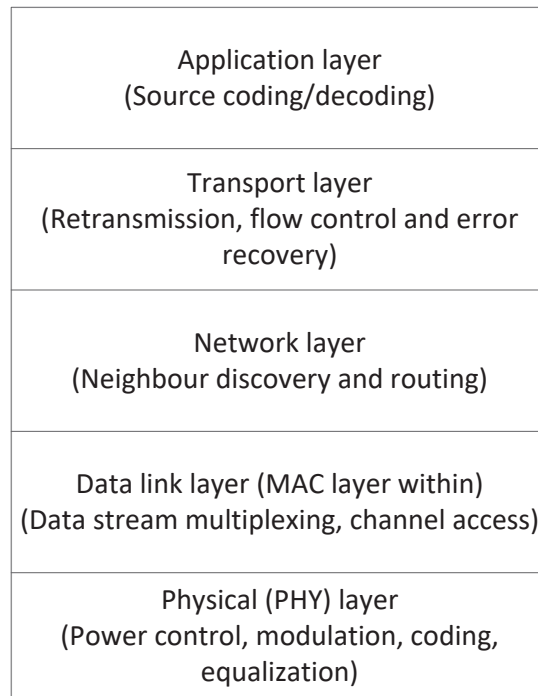 Application layer
(Source coding/decoding)
Transport layer
(Retransmission, flow control and error
recovery)
Network layer
(Neighbour discovery and routing)
Data link layer (MAC layer within)
(Data stream multiplexing, channel access)
Physical (PHY) layer
(Power control, modulation, coding,
equalization)